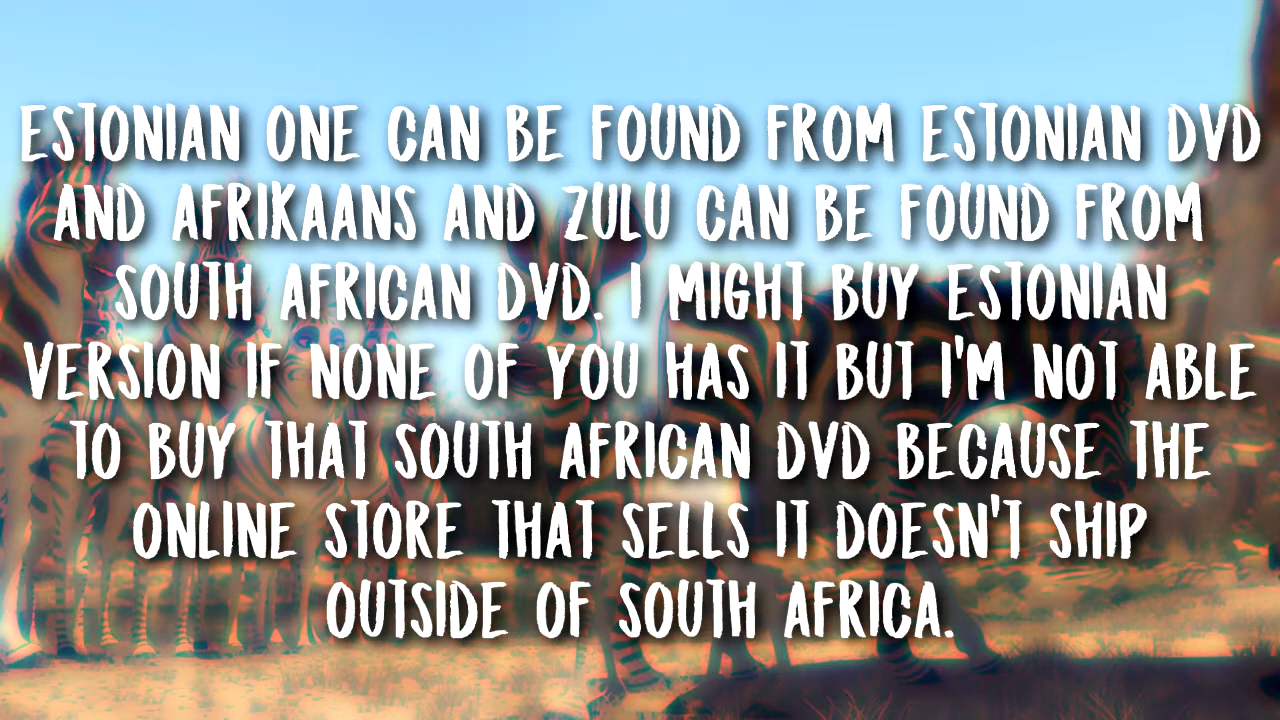 ESTONIAN ONE CAN BE FOUND FROM ESTONIAN DVD
AND AFRIKAANS AND ZULU CAN BE FOUND FROM
SOUTH AFRICAN DVD. I MIGHT BUY ESTONIAN
VERSION IF NONE OF YOU HAS IT BUT I'M NOT ABLE
TO BUY THAT SOUTH AFRICAN DVD BECAUSE THE
ONLINE STORE THAT SELLS IT DOESN'T SHIP
OUTSIDE OF SOUTH AFRICA.